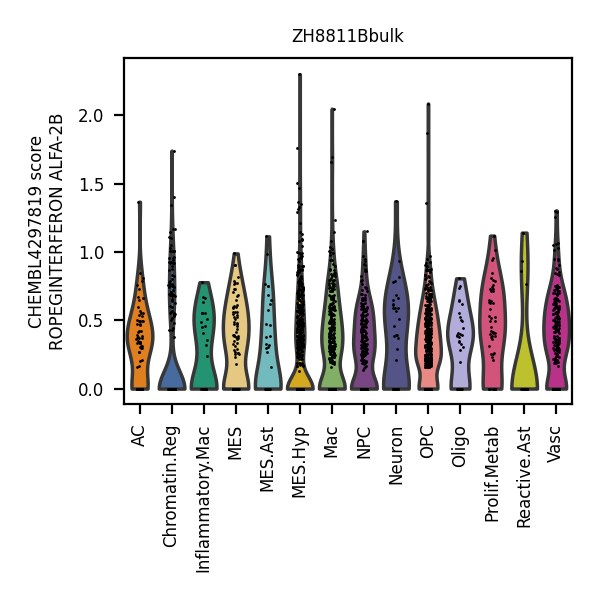 ZH8811Bbulk
CHEMBL4297819 score
ROPEGINTERFERON ALFA-2B
2.0
1.5
1.0
0.5
0.0
AC
Chromatin.Reg
Inflammatory.Mac
MES
MES.Ast
MES.Hyp
Mac
NPC
Neuron
OPC
Oligo
Prolif.Metab
Reactive.Ast
Vasc